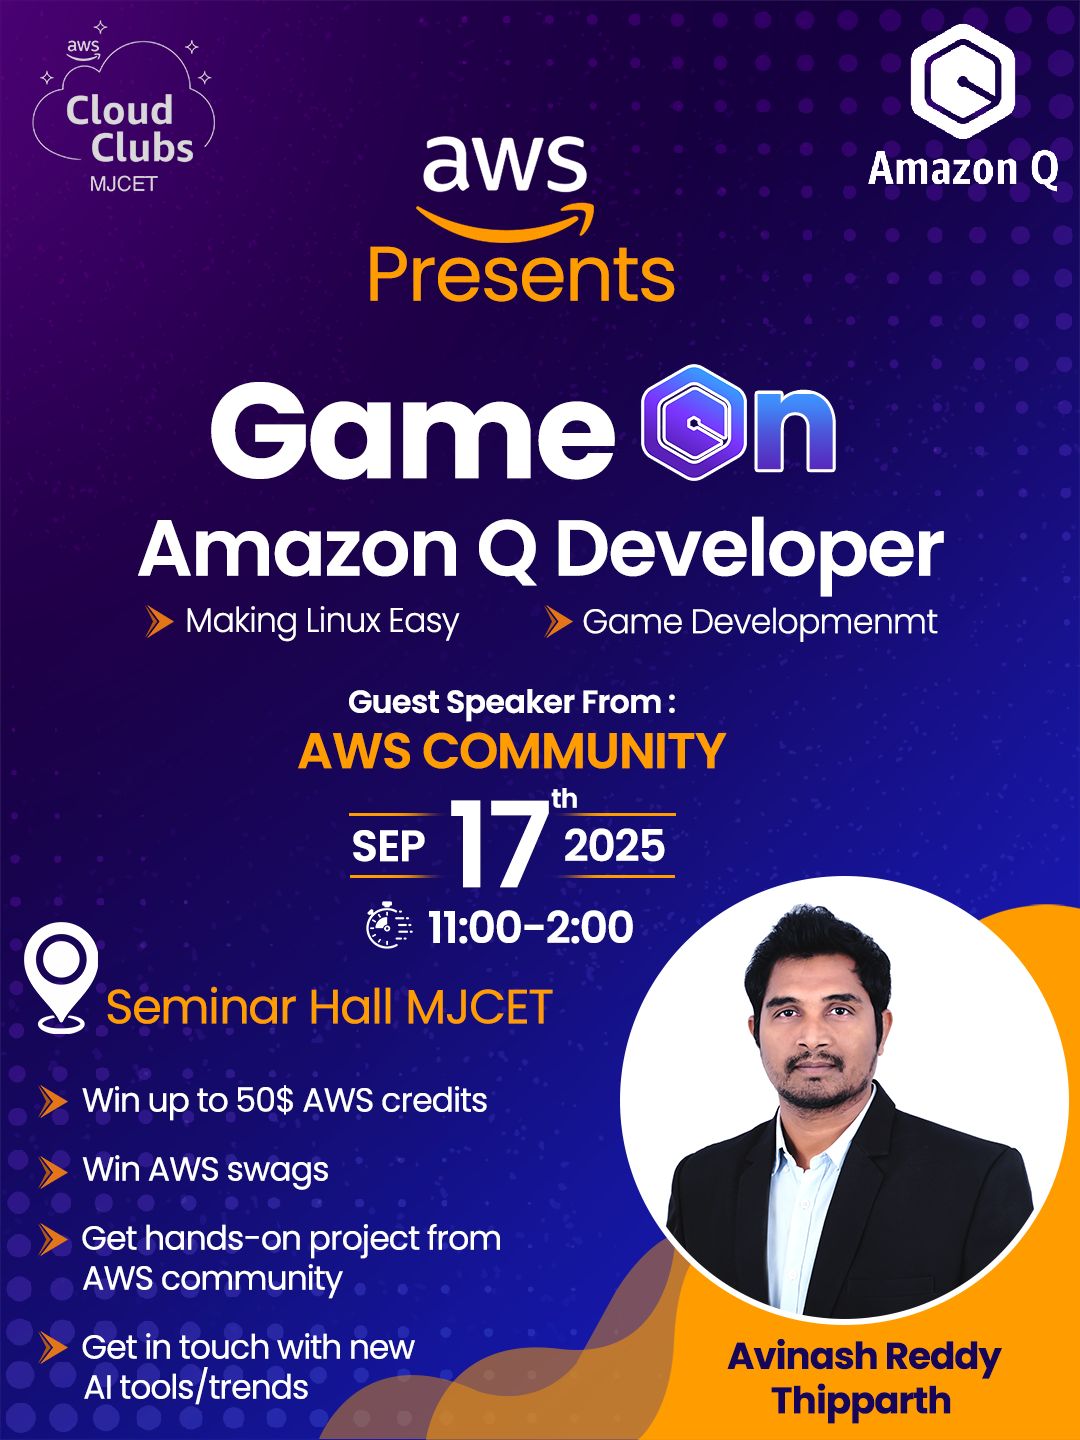 aws
Cloud
Clubs
MJCET
Amazon Q
aws
Presents
Game On
Amazon Q Developer
Making Linux Easy
Game Developmenmt
Guest Speaker From :
AWS COMMUNITY
SEP 17th 2025
11:00-2:00
Seminar Hall MJCET
Win up to 50$ AWS credits
Win AWS swags
Get hands-on project from
AWS community
Get in touch with new
AI tools/trends
Avinash Reddy
Thipparth